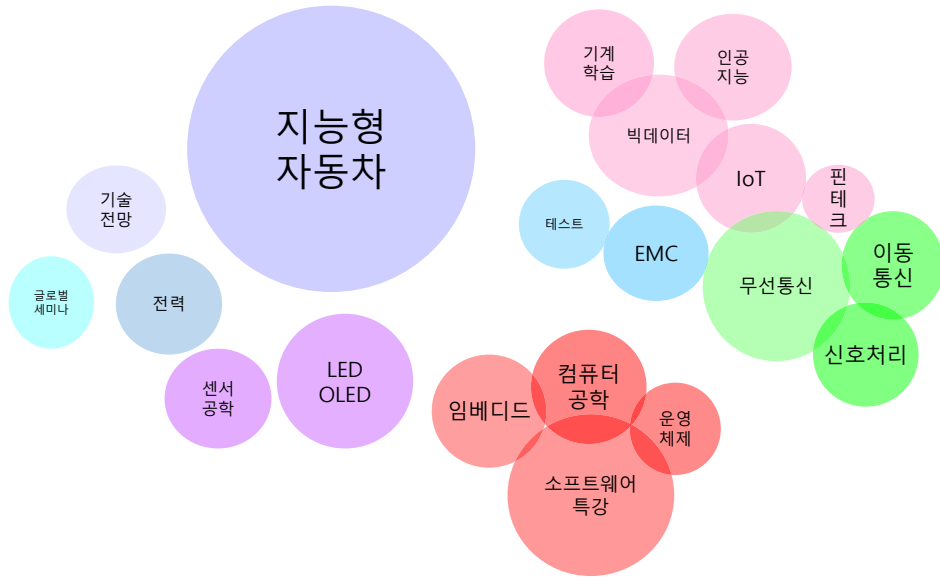 지능형
자동차
기계
학습
인공
지능
빅데이터
IoT
핀
테
크
기술
전망
테스트
EMC
이동
통신
무선통신
글로벌
세미나
전력
신호처리
LED
OLED
센서
공학
컴퓨터
공학
임베디드
운영
체제
소프트웨어
특강